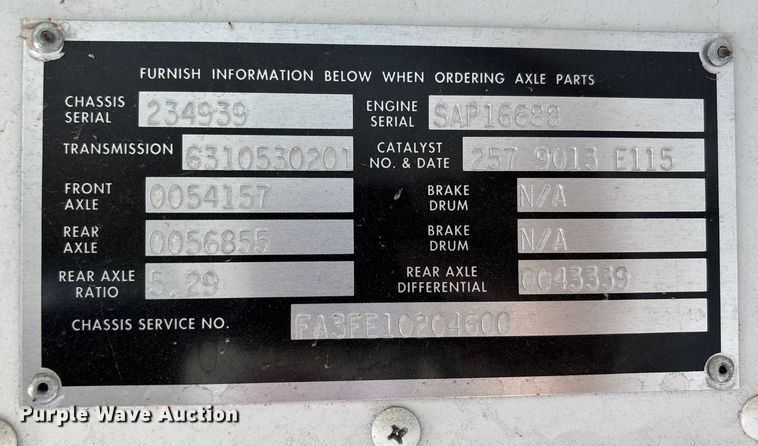 FURNISH INFORMATION BELOW WHEN ORDERING AXLE PARTS
CHASSIS SERIAL 234939 ENGINE SERIAL SAP16688
TRANSMISSION 6310530201 CATALYST NO. & DATE 257 9013 E115
FRONT AXLE 0054157 BRAKE DRUM N/A
REAR AXLE 0056855 BRAKE DRUM N/A
REAR AXLE RATIO 5.29 REAR AXLE DIFFERENTIAL 0043339
CHASSIS SERVICE NO. FA3FE10204600
Purple Wave Auction